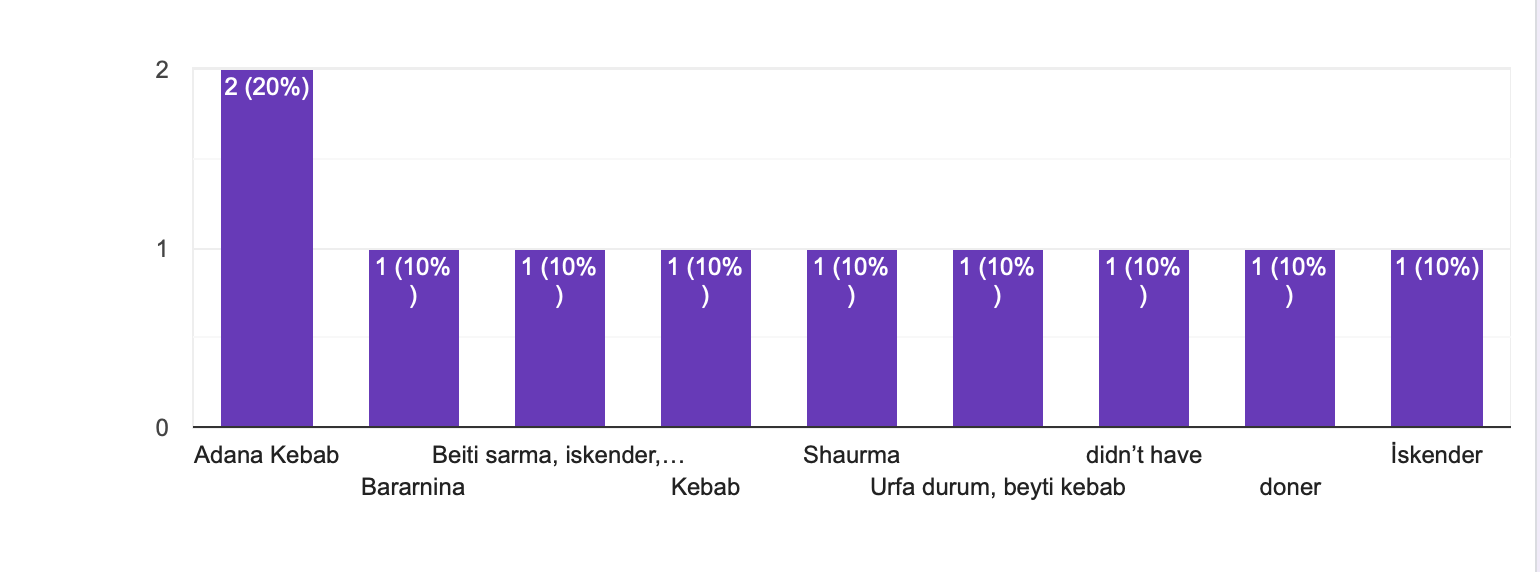 2
1
0
2 (20%)
1 (10%
)
1 (10%
)
1 (10%
)
1 (10%
)
1 (10%
)
1 (10%
)
1 (10%
)
1 (10%)
Adana Kebab
Bararnina
Beiti sarma, iskender,…
Kebab
Shaurma
Urfa durum, beyti kebab
didn’t have
doner
İskender